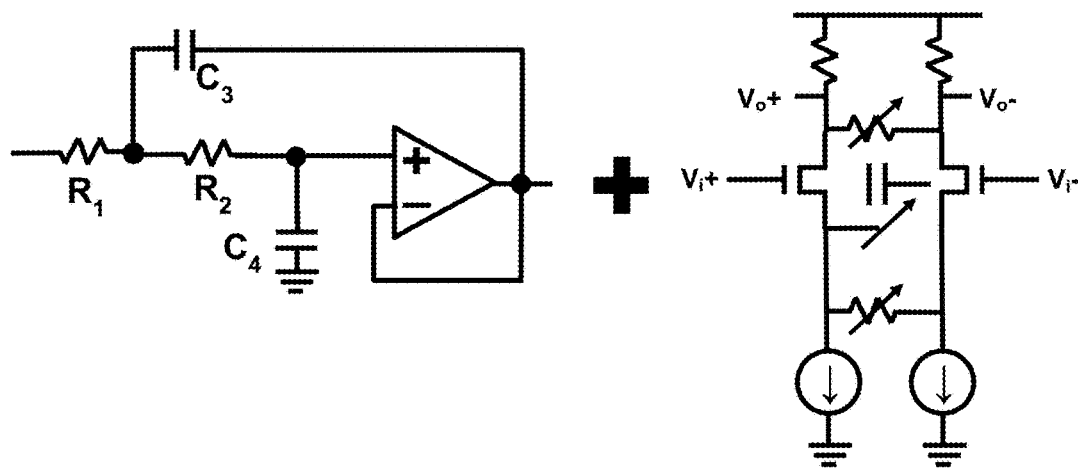 C3
R1
R2
C4
+
−
+
Vo+
Vo-
Vi+
Vi-